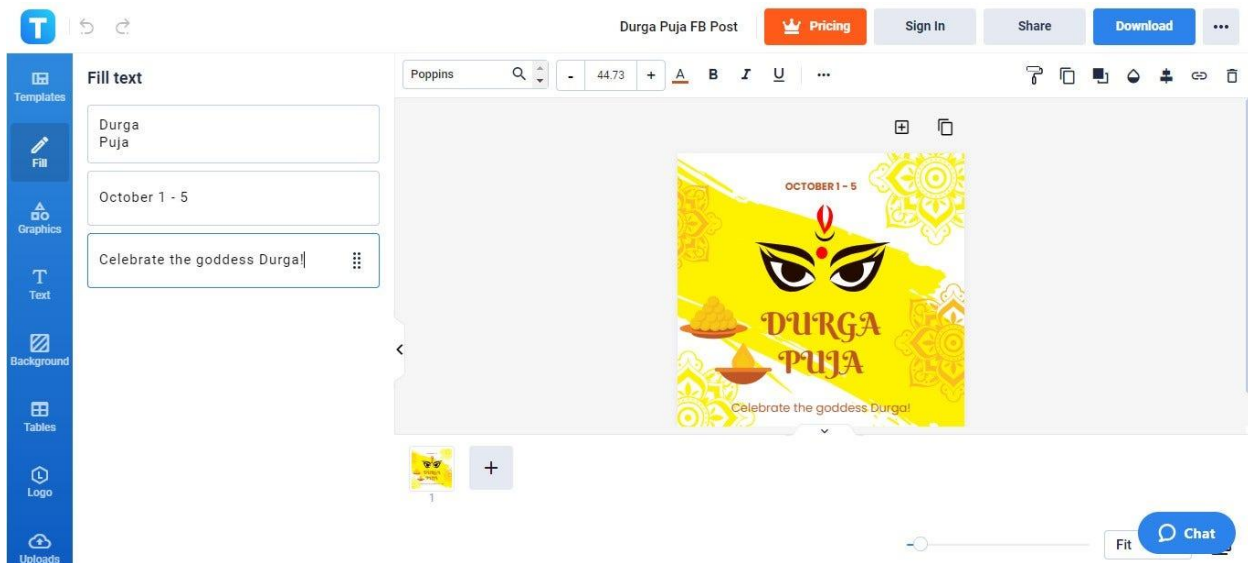 T
Durga Puja FB Post
Pricing
Sign In
Share
Download
Templates
Fill
Graphics
Text
Background
Tables
Logo
Uploads
Fill text
Durga
Puja
October 1 - 5
Celebrate the goddess Durga!
Poppins
- 44.73 + A B I U
OCTOBER 1 - 5
DURGA
PUJA
Celebrate the goddess Durga!
+
1
Fit
Chat